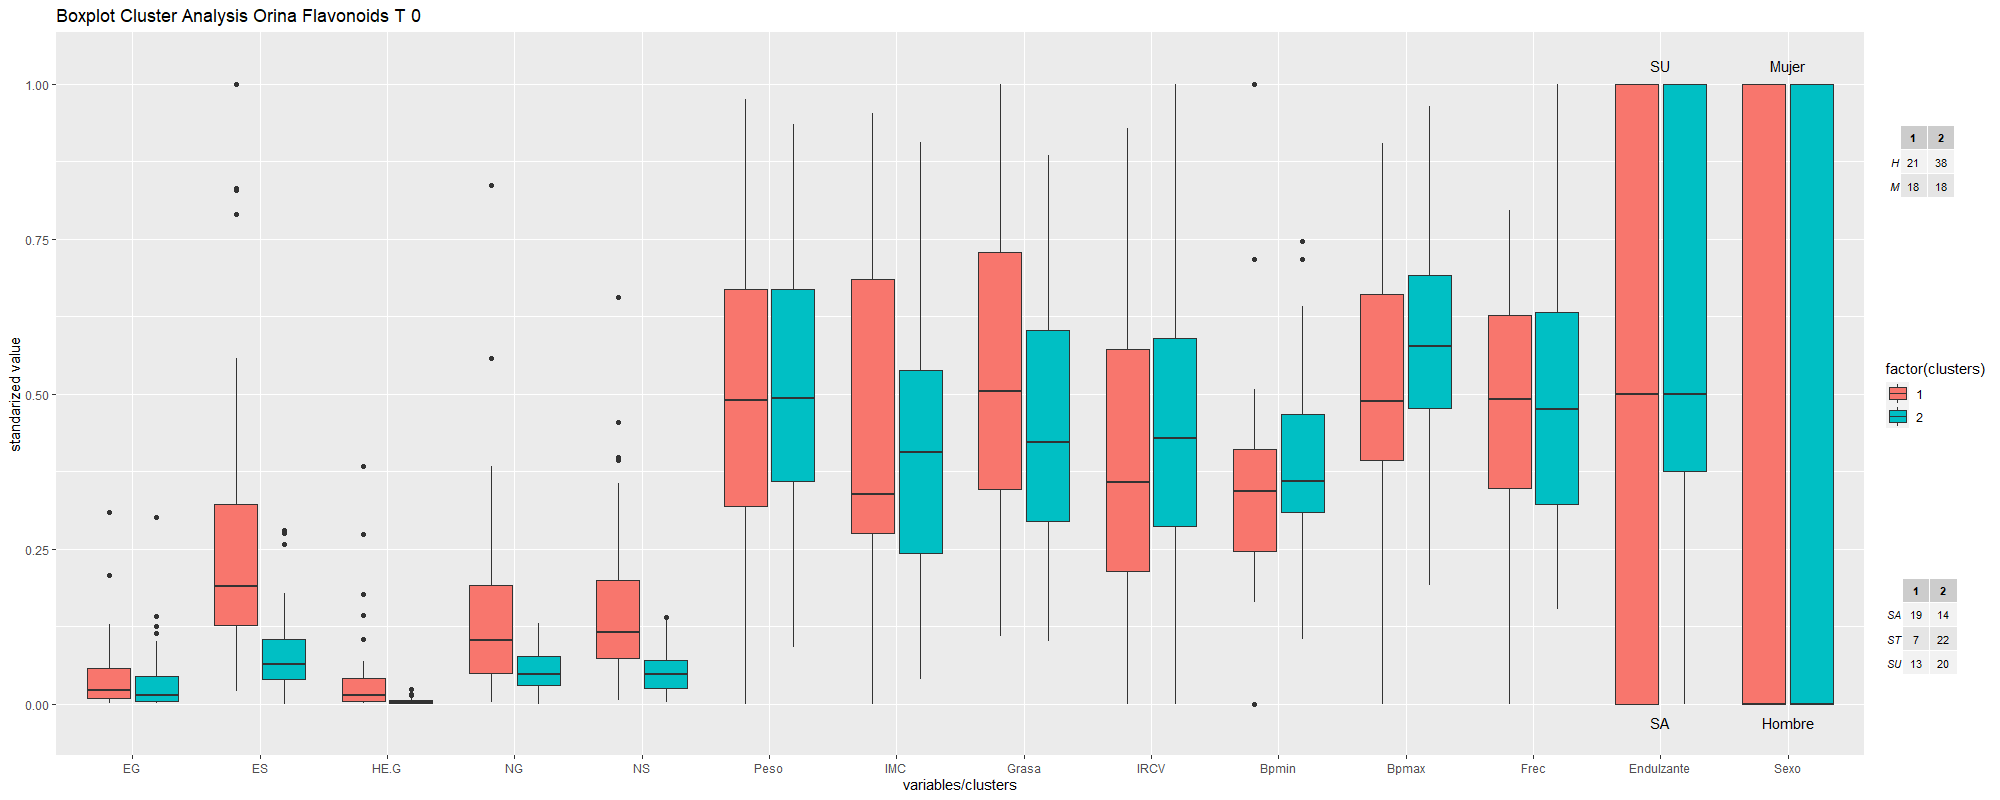 Boxplot Cluster Analysis Orina Flavonoids T 0
standarized value
1.00
0.75
0.50
0.25
0.00
SU
Mujer
SA
Hombre
EG ES HE.G NG NS Peso IMC Grasa IRCV Bpmin Bpmax Frec Endulzante Sexo
variables/clusters
1 2
H 21 38
M 18 18
factor(clusters)
1
2
1 2
SA 19 14
ST 7 22
SU 13 20